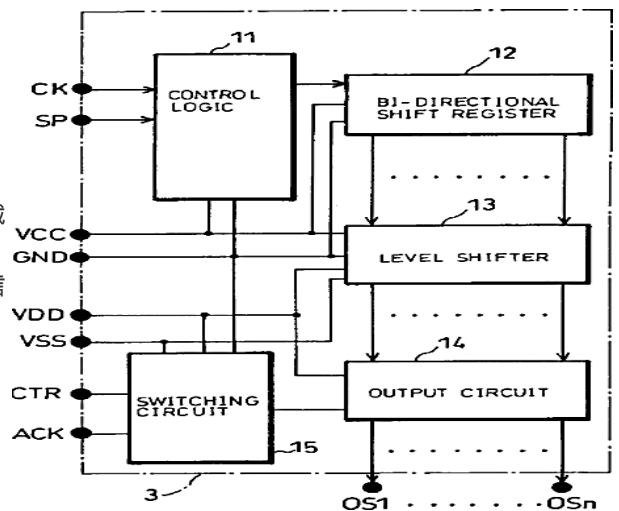 11
12
CK
SP
CONTROL
LOGIC
BI-DIRECTIONAL
SHIFT REGISTER
13
VCC
GND
LEVEL SHIFTER
VDD
VSS
14
CTR
ACK
SWITCHING
CIRCUIT
OUTPUT CIRCUIT
15
3
OS1
OSn